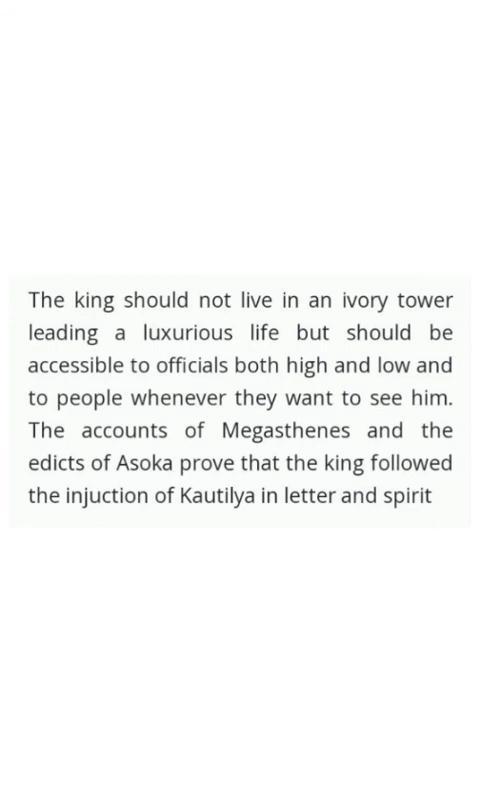 The king should not live in an ivory tower
leading a luxurious life but should be
accessible to officials both high and low and
to people whenever they want to see him.
The accounts of Megasthenes and the
edicts of Asoka prove that the king followed
the injuction of Kautilya in letter and spirit